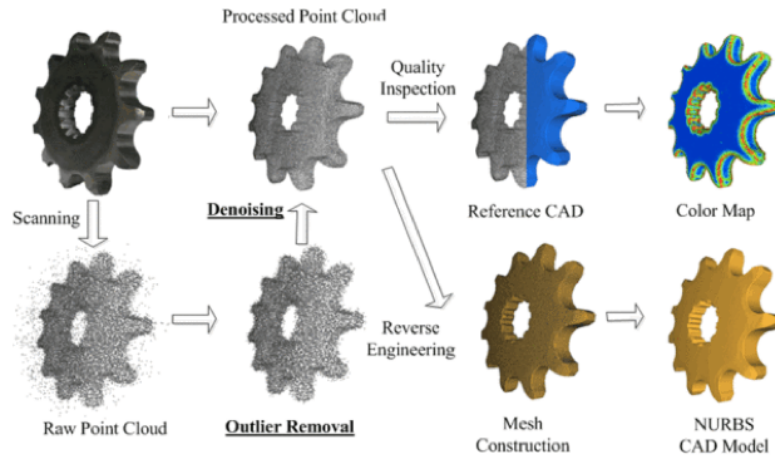 Processed Point Cloud
Quality
Inspection
Scanning
Denoising
Reference CAD
Color Map
Reverse
Engineering
Raw Point Cloud
Outlier Removal
Mesh
Construction
NURBS
CAD Model